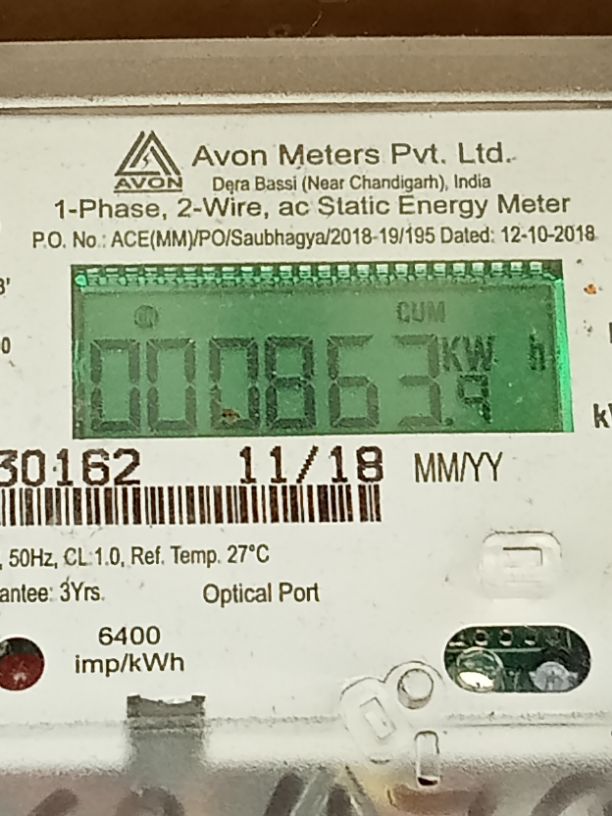 Avon Meters Pvt. Ltd.
AVON
Dera Bassi (Near Chandigarh), India
1-Phase, 2-Wire, ac Static Energy Meter
P.O. No.: ACE(MM)/PO/Saubhagya/2018-19/195 Dated: 12-10-2018
CUM
000863.9 KW h
30162 11/18 MM/YY
, 50Hz, CL 1.0, Ref. Temp. 27°C
antee: 3Yrs. Optical Port
6400
imp/kWh